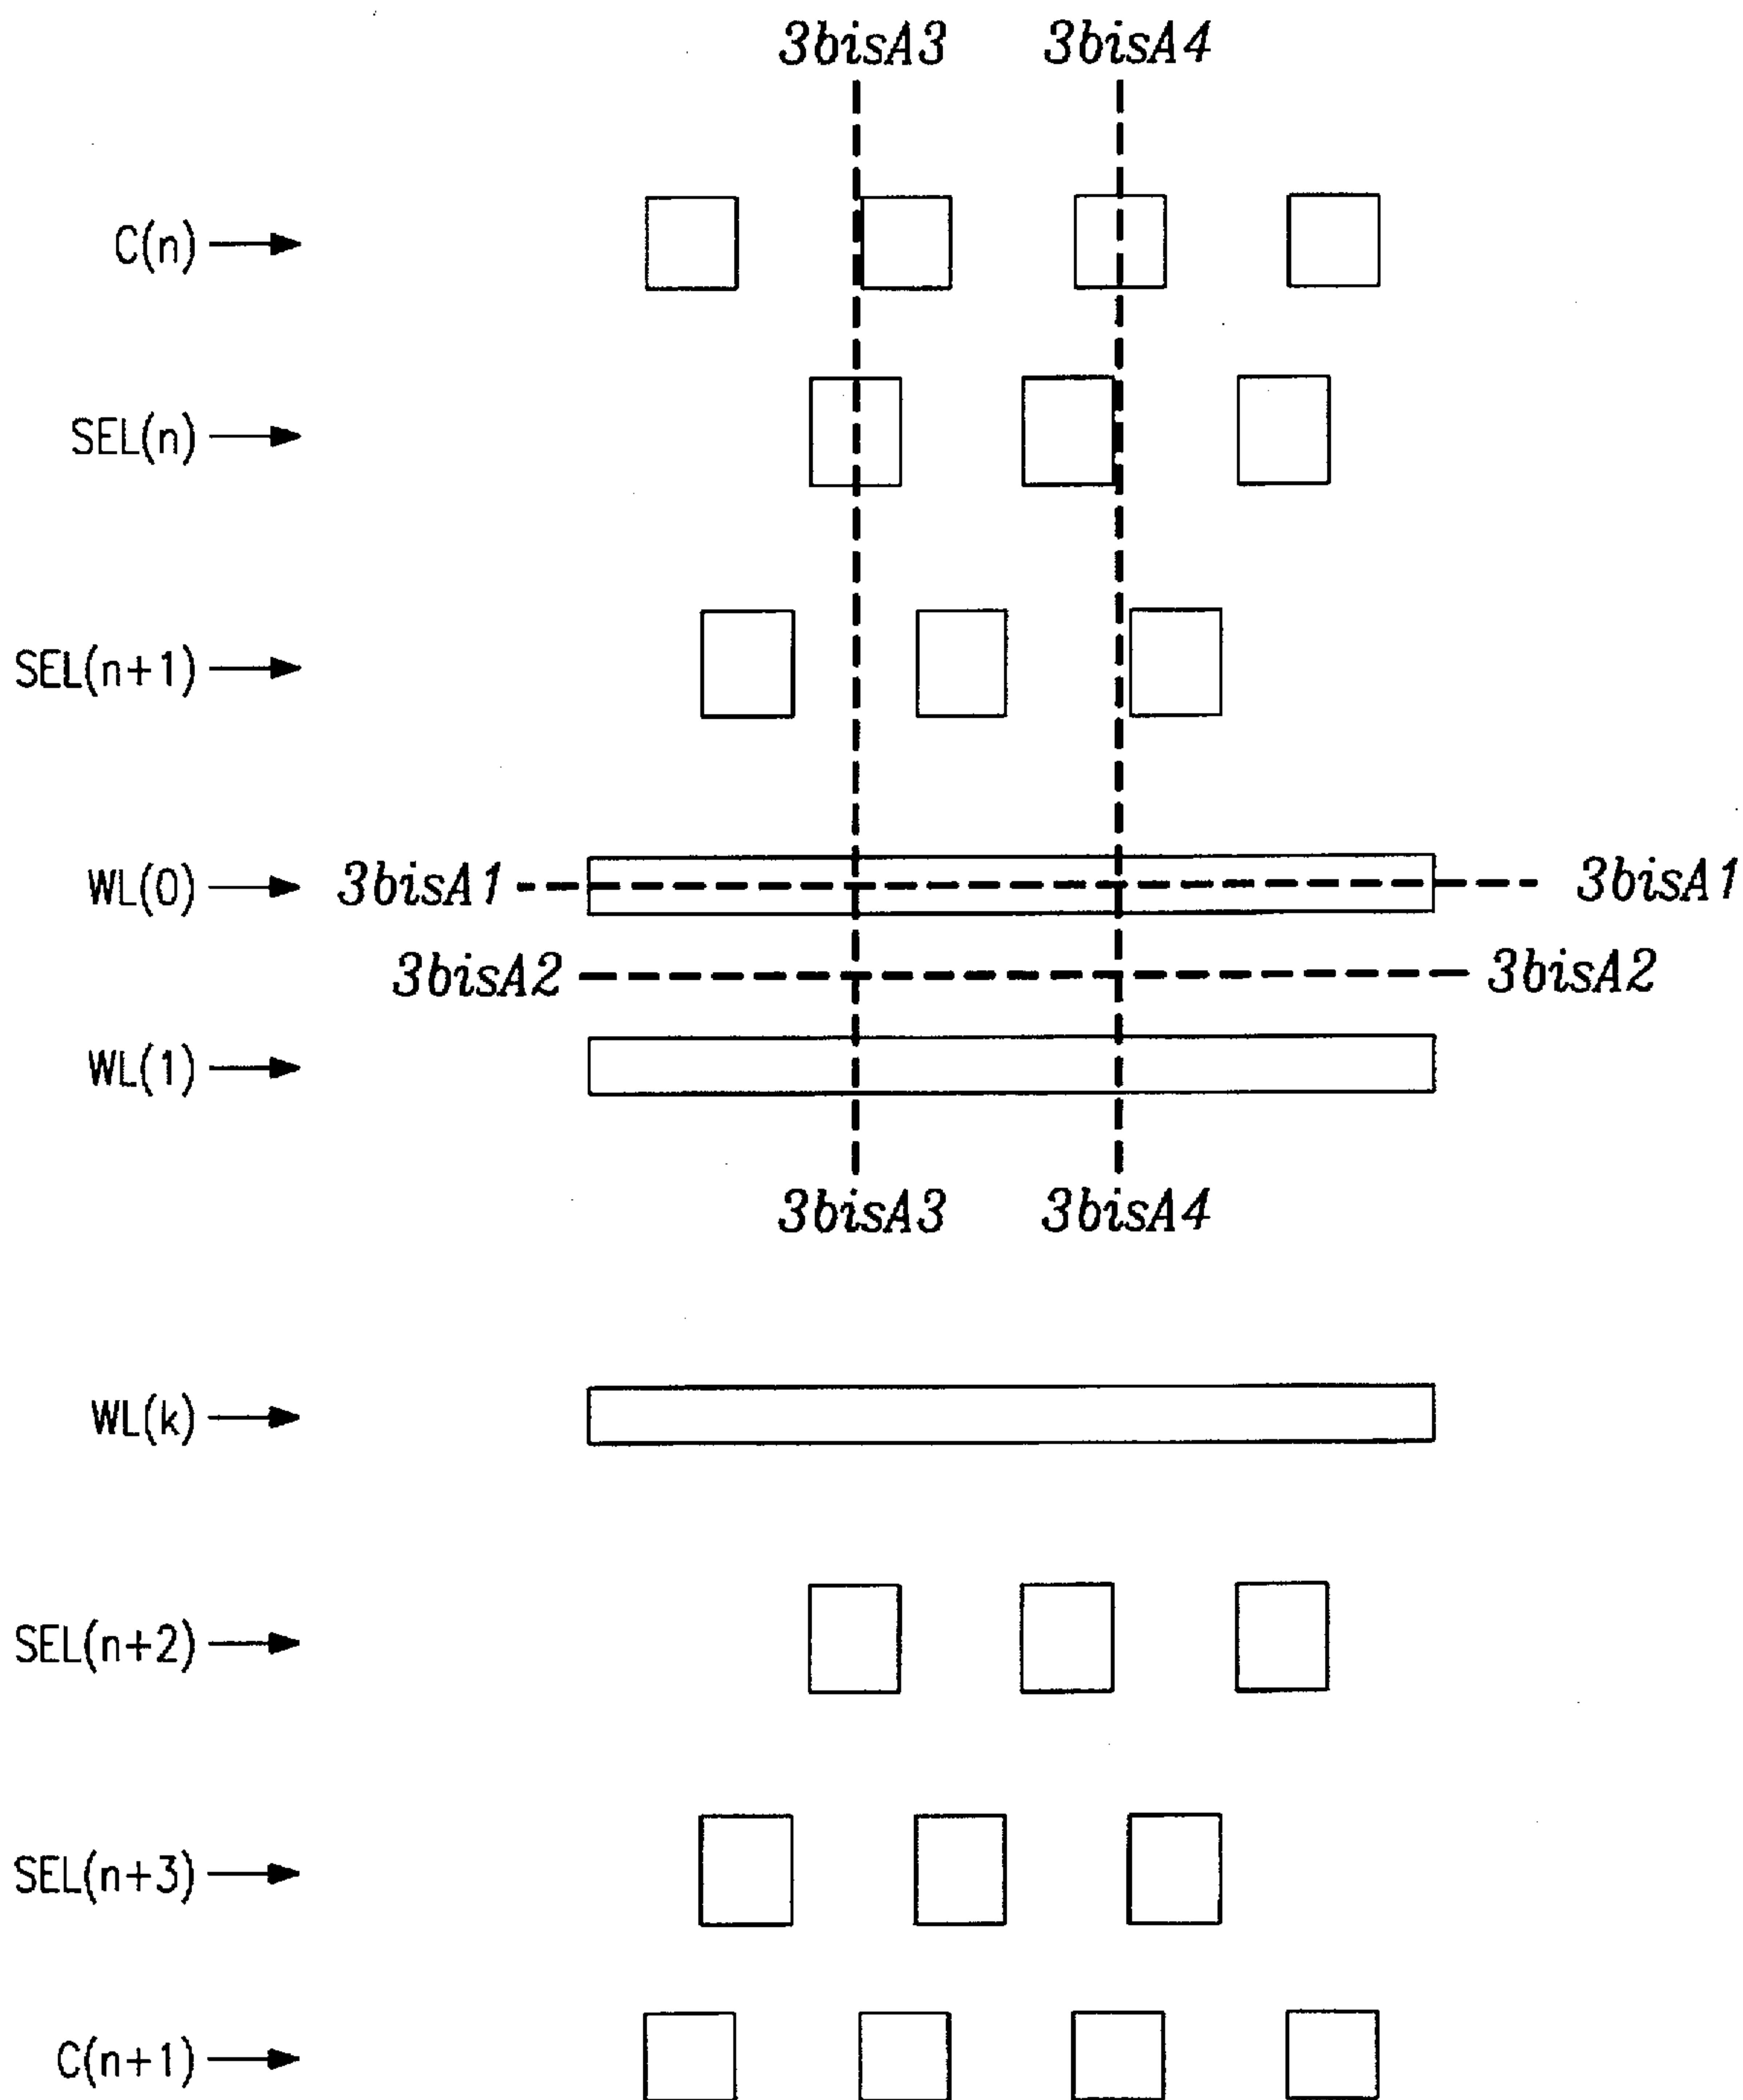 3bisA3 3bisA4
C(n)
SEL(n)
SEL(n+1)
WL(0) 3bisA1 3bisA1
3bisA2 3bisA2
WL(1)
3bisA3 3bisA4
WL(k)
SEL(n+2)
SEL(n+3)
C(n+1)